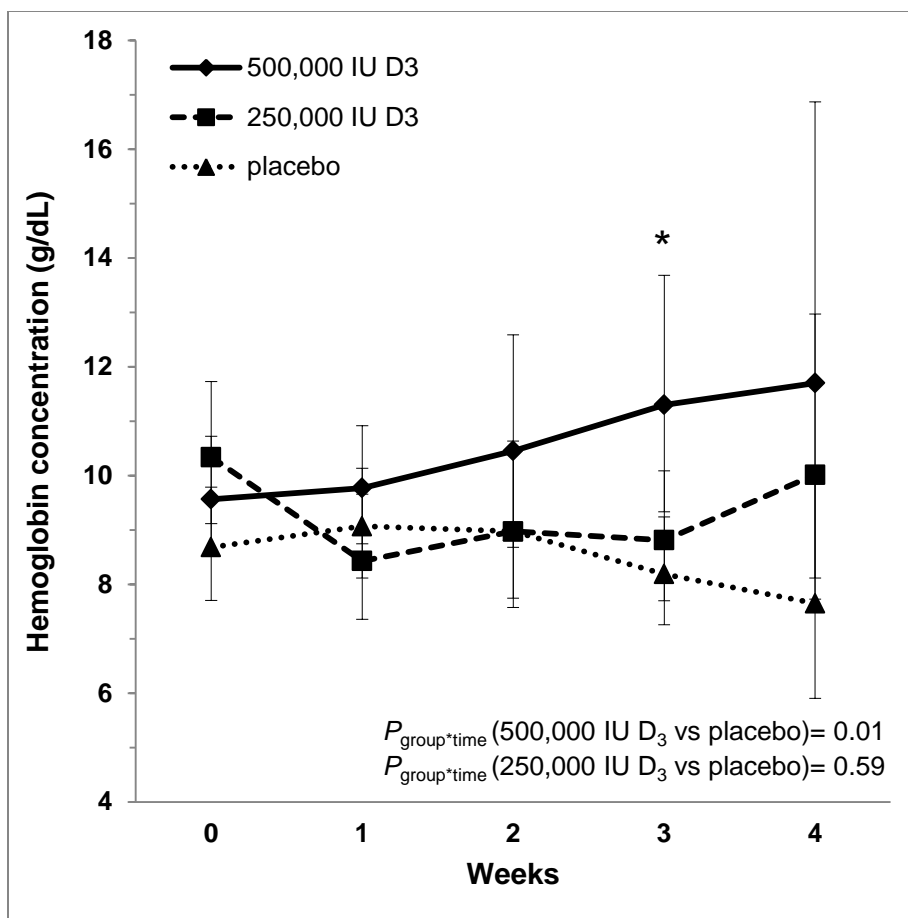 18
16
14
12
10
8
6
4
Hemoglobin concentration (g/dL)
500,000 IU D3
250,000 IU D3
placebo
*
P group*time (500,000 IU D3 vs placebo)= 0.01
P group*time (250,000 IU D3 vs placebo)= 0.59
0 1 2 3 4
Weeks